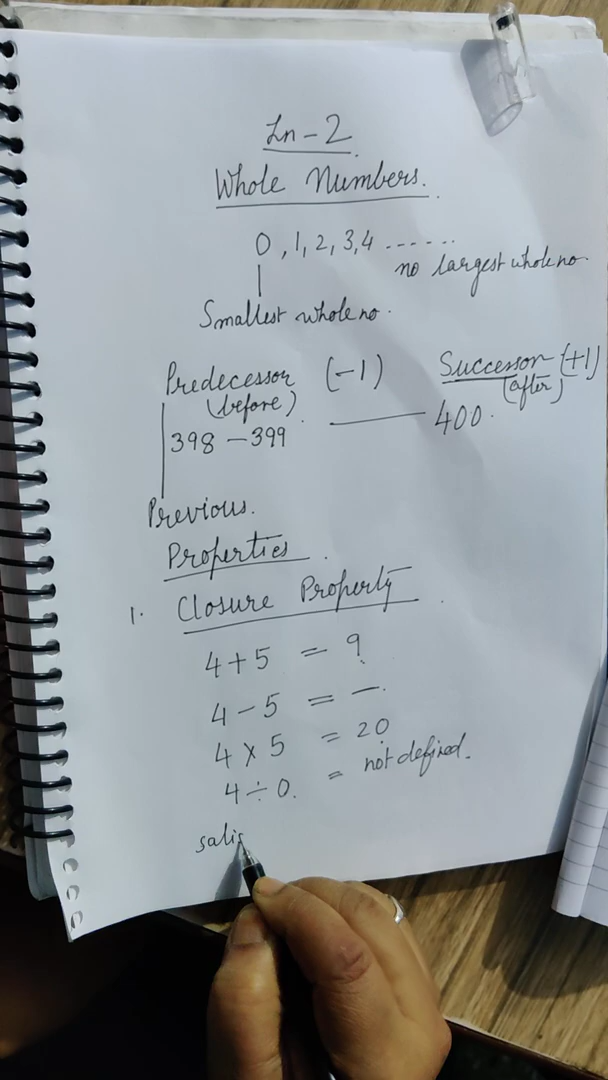 Ln-2
Whole Numbers.
0, 1, 2, 3, 4 ------
no largest whole no.
Smallest whole no.
Predecessor (-1) Successor (+1)
(before) (after)
398 - 399 —— 400.
Previous.
Properties.
1. Closure Property
4 + 5 = 9
4 - 5 = -.
4 × 5 = 20
4 ÷ 0. = not defined.
satis